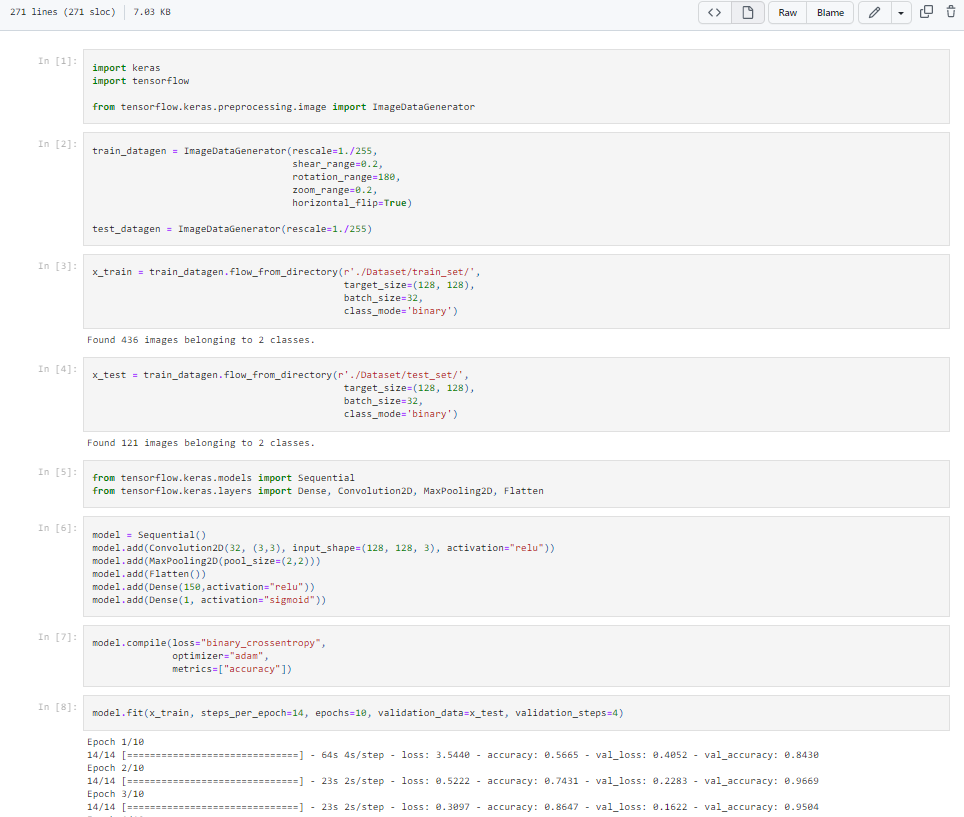 271 lines (271 sloc) 7.03 KB
<> Raw Blame
In [1]:
import keras
import tensorflow
from tensorflow.keras.preprocessing.image import ImageDataGenerator
In [2]:
train_datagen = ImageDataGenerator(rescale=1./255,
shear_range=0.2,
rotation_range=180,
zoom_range=0.2,
horizontal_flip=True)
test_datagen = ImageDataGenerator(rescale=1./255)
In [3]:
x_train = train_datagen.flow_from_directory(r'./Dataset/train_set/',
target_size=(128, 128),
batch_size=32,
class_mode='binary')
Found 436 images belonging to 2 classes.
In [4]:
x_test = train_datagen.flow_from_directory(r'./Dataset/test_set/',
target_size=(128, 128),
batch_size=32,
class_mode='binary')
Found 121 images belonging to 2 classes.
In [5]:
from tensorflow.keras.models import Sequential
from tensorflow.keras.layers import Dense, Convolution2D, MaxPooling2D, Flatten
In [6]:
model = Sequential()
model.add(Convolution2D(32, (3,3), input_shape=(128, 128, 3), activation="relu"))
model.add(MaxPooling2D(pool_size=(2,2)))
model.add(Flatten())
model.add(Dense(150,activation="relu"))
model.add(Dense(1, activation="sigmoid"))
In [7]:
model.compile(loss="binary_crossentropy",
optimizer="adam",
metrics=["accuracy"])
In [8]:
model.fit(x_train, steps_per_epoch=14, epochs=10, validation_data=x_test, validation_steps=4)
Epoch 1/10
14/14 [==============================] - 64s 4s/step - loss: 3.5440 - accuracy: 0.5665 - val_loss: 0.4052 - val_accuracy: 0.8430
Epoch 2/10
14/14 [==============================] - 23s 2s/step - loss: 0.5222 - accuracy: 0.7431 - val_loss: 0.2283 - val_accuracy: 0.9669
Epoch 3/10
14/14 [==============================] - 23s 2s/step - loss: 0.3097 - accuracy: 0.8647 - val_loss: 0.1622 - val_accuracy: 0.9504